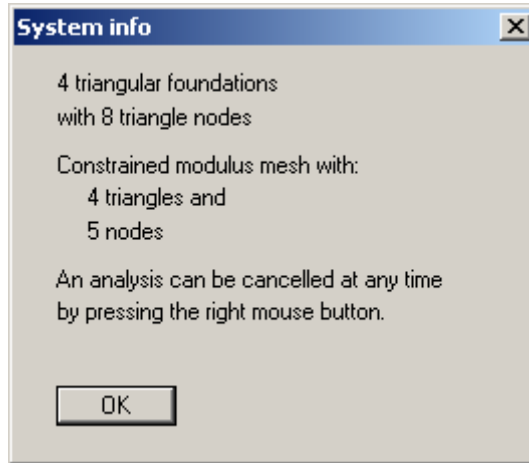 System info
4 triangular foundations
with 8 triangle nodes
Constrained modulus mesh with:
4 triangles and
5 nodes
An analysis can be cancelled at any time
by pressing the right mouse button.
OK